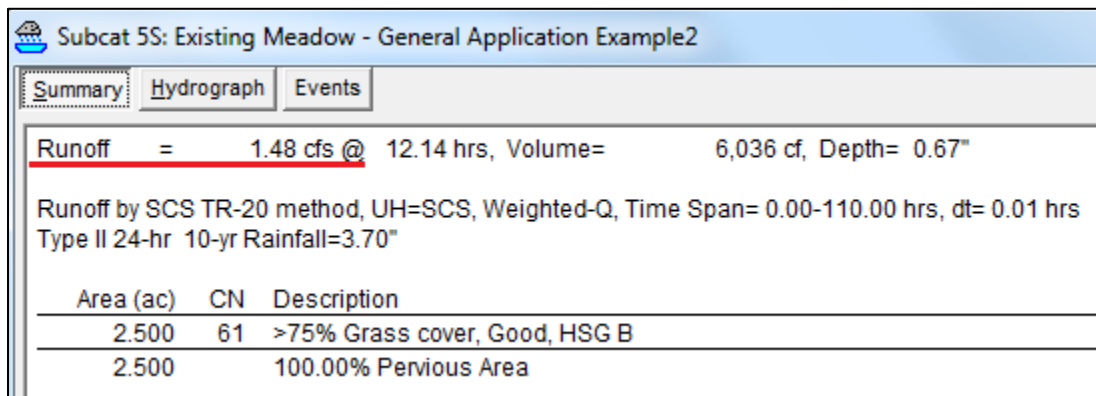 Subcat 5S: Existing Meadow - General Application Example2
Summary Hydrograph Events
Runoff = 1.48 cfs @ 12.14 hrs, Volume= 6,036 cf, Depth= 0.67"
Runoff by SCS TR-20 method, UH=SCS, Weighted-Q, Time Span= 0.00-110.00 hrs, dt= 0.01 hrs
Type II 24-hr 10-yr Rainfall=3.70"
Area (ac) CN Description
2.500 61 >75% Grass cover, Good, HSG B
2.500 100.00% Pervious Area